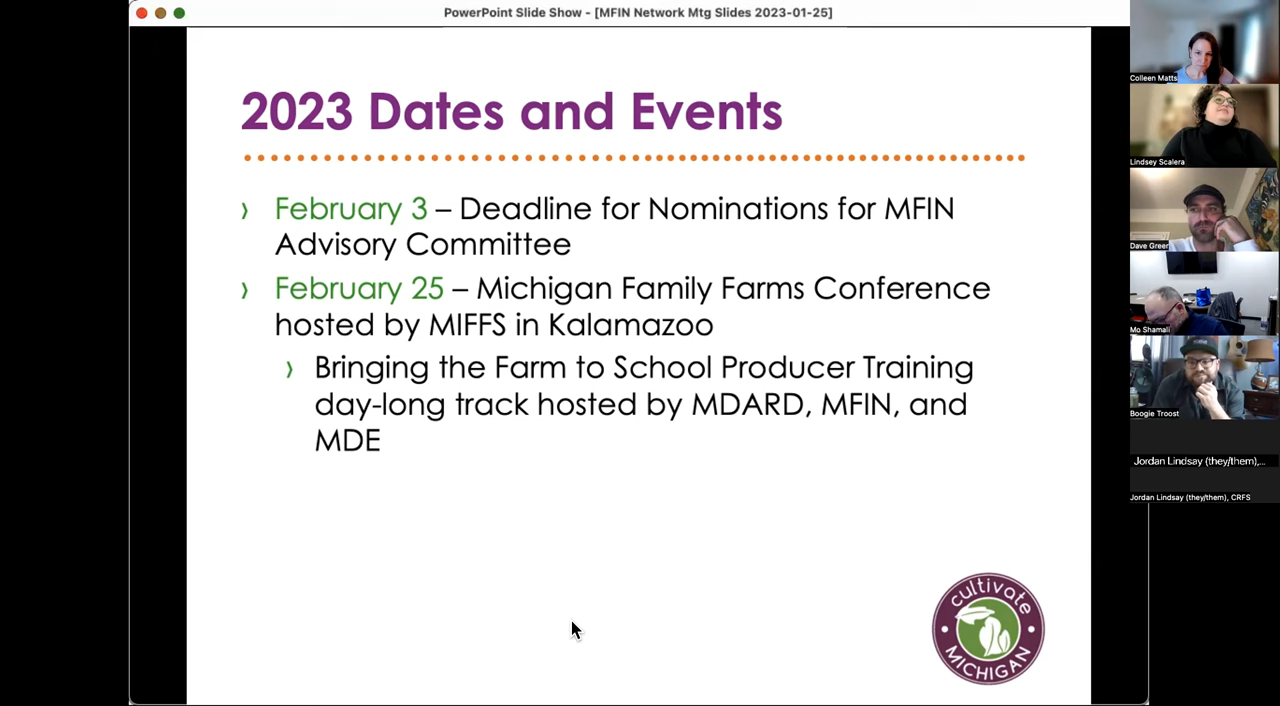 PowerPoint Slide Show - [MFIN Network Mtg Slides 2023-01-25]
2023 Dates and Events
› February 3 – Deadline for Nominations for MFIN
Advisory Committee
› February 25 – Michigan Family Farms Conference
hosted by MIFFS in Kalamazoo
› Bringing the Farm to School Producer Training
day-long track hosted by MDARD, MFIN, and
MDE
cultivate
MICHIGAN
Colleen Matts
Lindsey Scalera
Dave Greer
Mo Shamali
Boogie Troost
Jordan Lindsay (they/them),...
Jordan Lindsay (they/them), CRFS